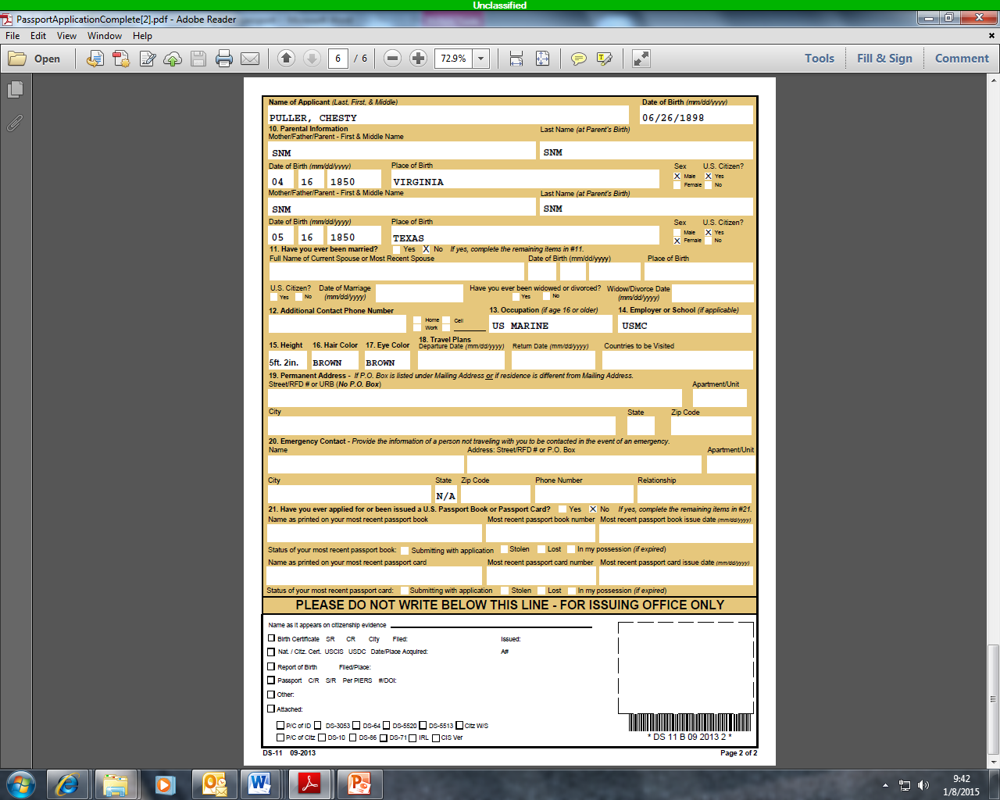 Unclassified
PassportApplicationComplete[2].pdf - Adobe Reader
File Edit View Window Help
Open 6 / 6 72.9% Tools Fill & Sign Comment
Name of Applicant (Last, First, & Middle) Date of Birth (mm/dd/yyyy)
PULLER, CHESTY 06/26/1898
10. Parental Information
Mother/Father/Parent - First & Middle Name Last Name (at Parent's Birth)
SNM SNM
Date of Birth (mm/dd/yyyy) Place of Birth Sex U.S. Citizen?
04 16 1850 VIRGINIA X Male X Yes
Female No
Mother/Father/Parent - First & Middle Name Last Name (at Parent's Birth)
SNM SNM
Date of Birth (mm/dd/yyyy) Place of Birth Sex U.S. Citizen?
05 16 1850 TEXAS Male X Yes
X Female No
11. Have you ever been married? Yes X No If yes, complete the remaining items in #11.
Full Name of Current Spouse or Most Recent Spouse Date of Birth (mm/dd/yyyy) Place of Birth
U.S. Citizen? Date of Marriage Have you ever been widowed or divorced? Widow/Divorce Date
Yes No (mm/dd/yyyy) Yes No (mm/dd/yyyy)
12. Additional Contact Phone Number 13. Occupation (if age 16 or older) 14. Employer or School (if applicable)
Home Cell
Work US MARINE USMC
15. Height 16. Hair Color 17. Eye Color 18. Travel Plans
Departure Date (mm/dd/yyyy) Return Date (mm/dd/yyyy) Countries to be Visited
5ft. 2in. BROWN BROWN
19. Permanent Address - If P.O. Box is listed under Mailing Address or if residence is different from Mailing Address.
Street/RFD # or URB (No P.O. Box) Apartment/Unit
City State Zip Code
20. Emergency Contact - Provide the information of a person not traveling with you to be contacted in the event of an emergency.
Name Address: Street/RFD # or P.O. Box Apartment/Unit
City State Zip Code Phone Number Relationship
N/A
21. Have you ever applied for or been issued a U.S. Passport Book or Passport Card? Yes X No If yes, complete the remaining items in #21.
Name as printed on your most recent passport book Most recent passport book number Most recent passport book issue date (mm/dd/yyyy)
Status of your most recent passport book: Submitting with application Stolen Lost In my possession (if expired)
Name as printed on your most recent passport card Most recent passport card number Most recent passport card issue date (mm/dd/yyyy)
Status of your most recent passport card: Submitting with application Stolen Lost In my possession (if expired)
PLEASE DO NOT WRITE BELOW THIS LINE - FOR ISSUING OFFICE ONLY
Name as it appears on citizenship evidence
Birth Certificate SR CR City Filed: Issued:
Nat. / Citz. Cert. USCIS USDC Date/Place Acquired: A#
Report of Birth Filed/Place:
Passport C/R S/R Per PIERS #/DOI:
Other:
Attached:
P/C of ID DS-3053 DS-64 DS-5520 DS-5513 Citz W/S
P/C of Citz DS-10 DS-86 DS-71 IRL CIS Ver
* DS 11 B 09 2013 2 *
DS-11 09-2013 Page 2 of 2
9:42
1/8/2015